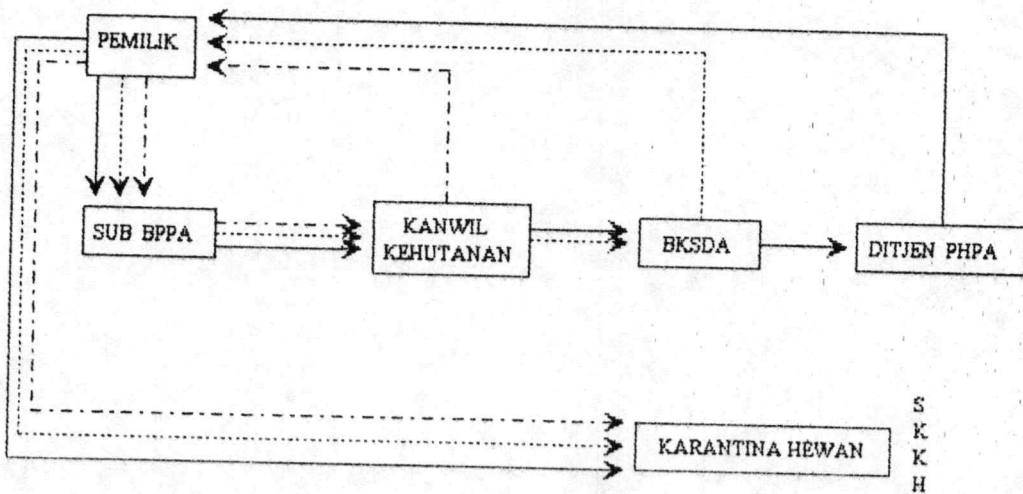 PEMILIK
SUB BPPA
KANWIL
KEHUTANAN
BKSDA
DITJEN PHPA
KARANTINA HEWAN
S
K
K
H